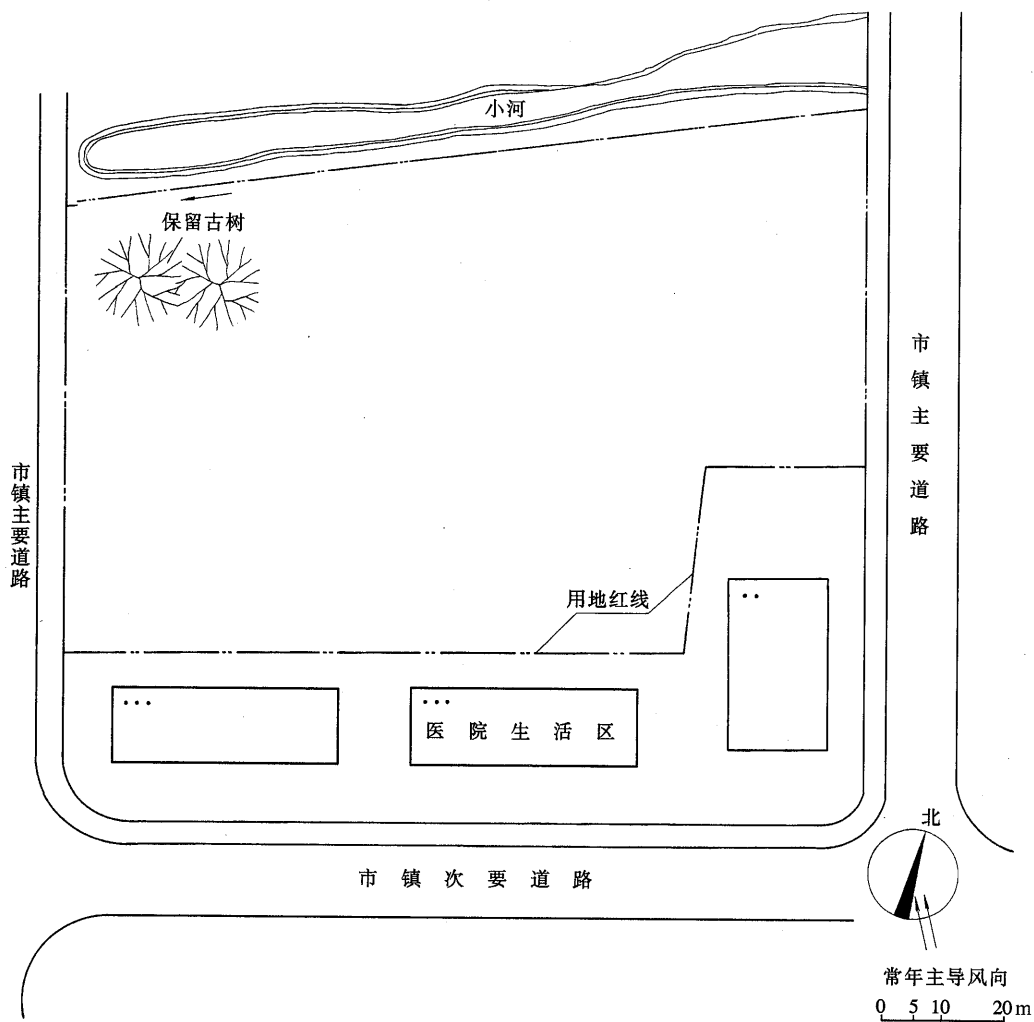 小河
保留古树
市镇主要道路
市镇主要道路
用地红线
医院生活区
北
市镇次要道路
常年主导风向
0 5 10 20m